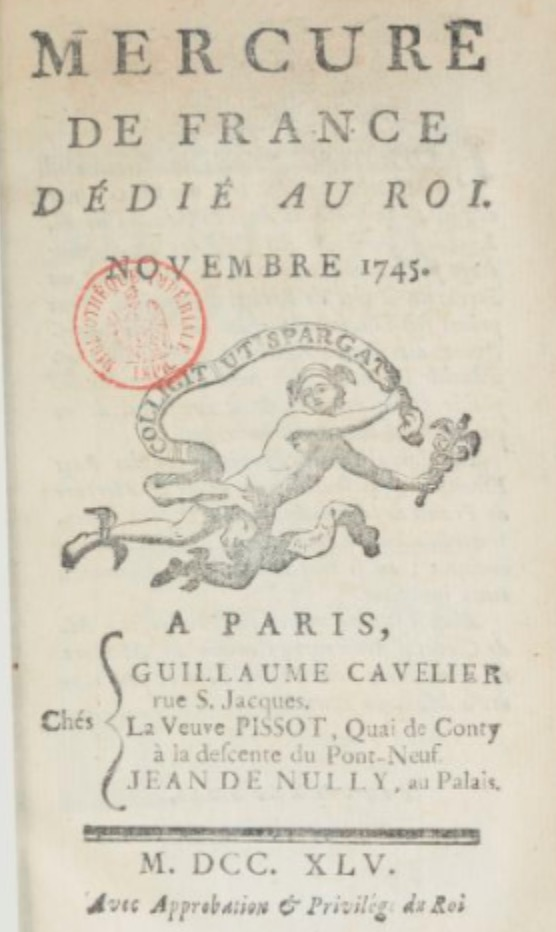 MERCURE
DE FRANCE
DÉDIÉ AU ROI.
NOVEMBRE 1745.
BIBLIOTHÈQUE IMPÉRIALE
COLLIGIT UT SPARGAT
A PARIS,
GUILLAUME CAVELIER
rue S. Jacques.
Chés
La Veuve PISSOT, Quai de Conty
à la deſcente du Pont-Neuf.
JEAN DE NULLY, au Palais.
M. DCC. XLV.
Avec Approbation & Privilége du Roi